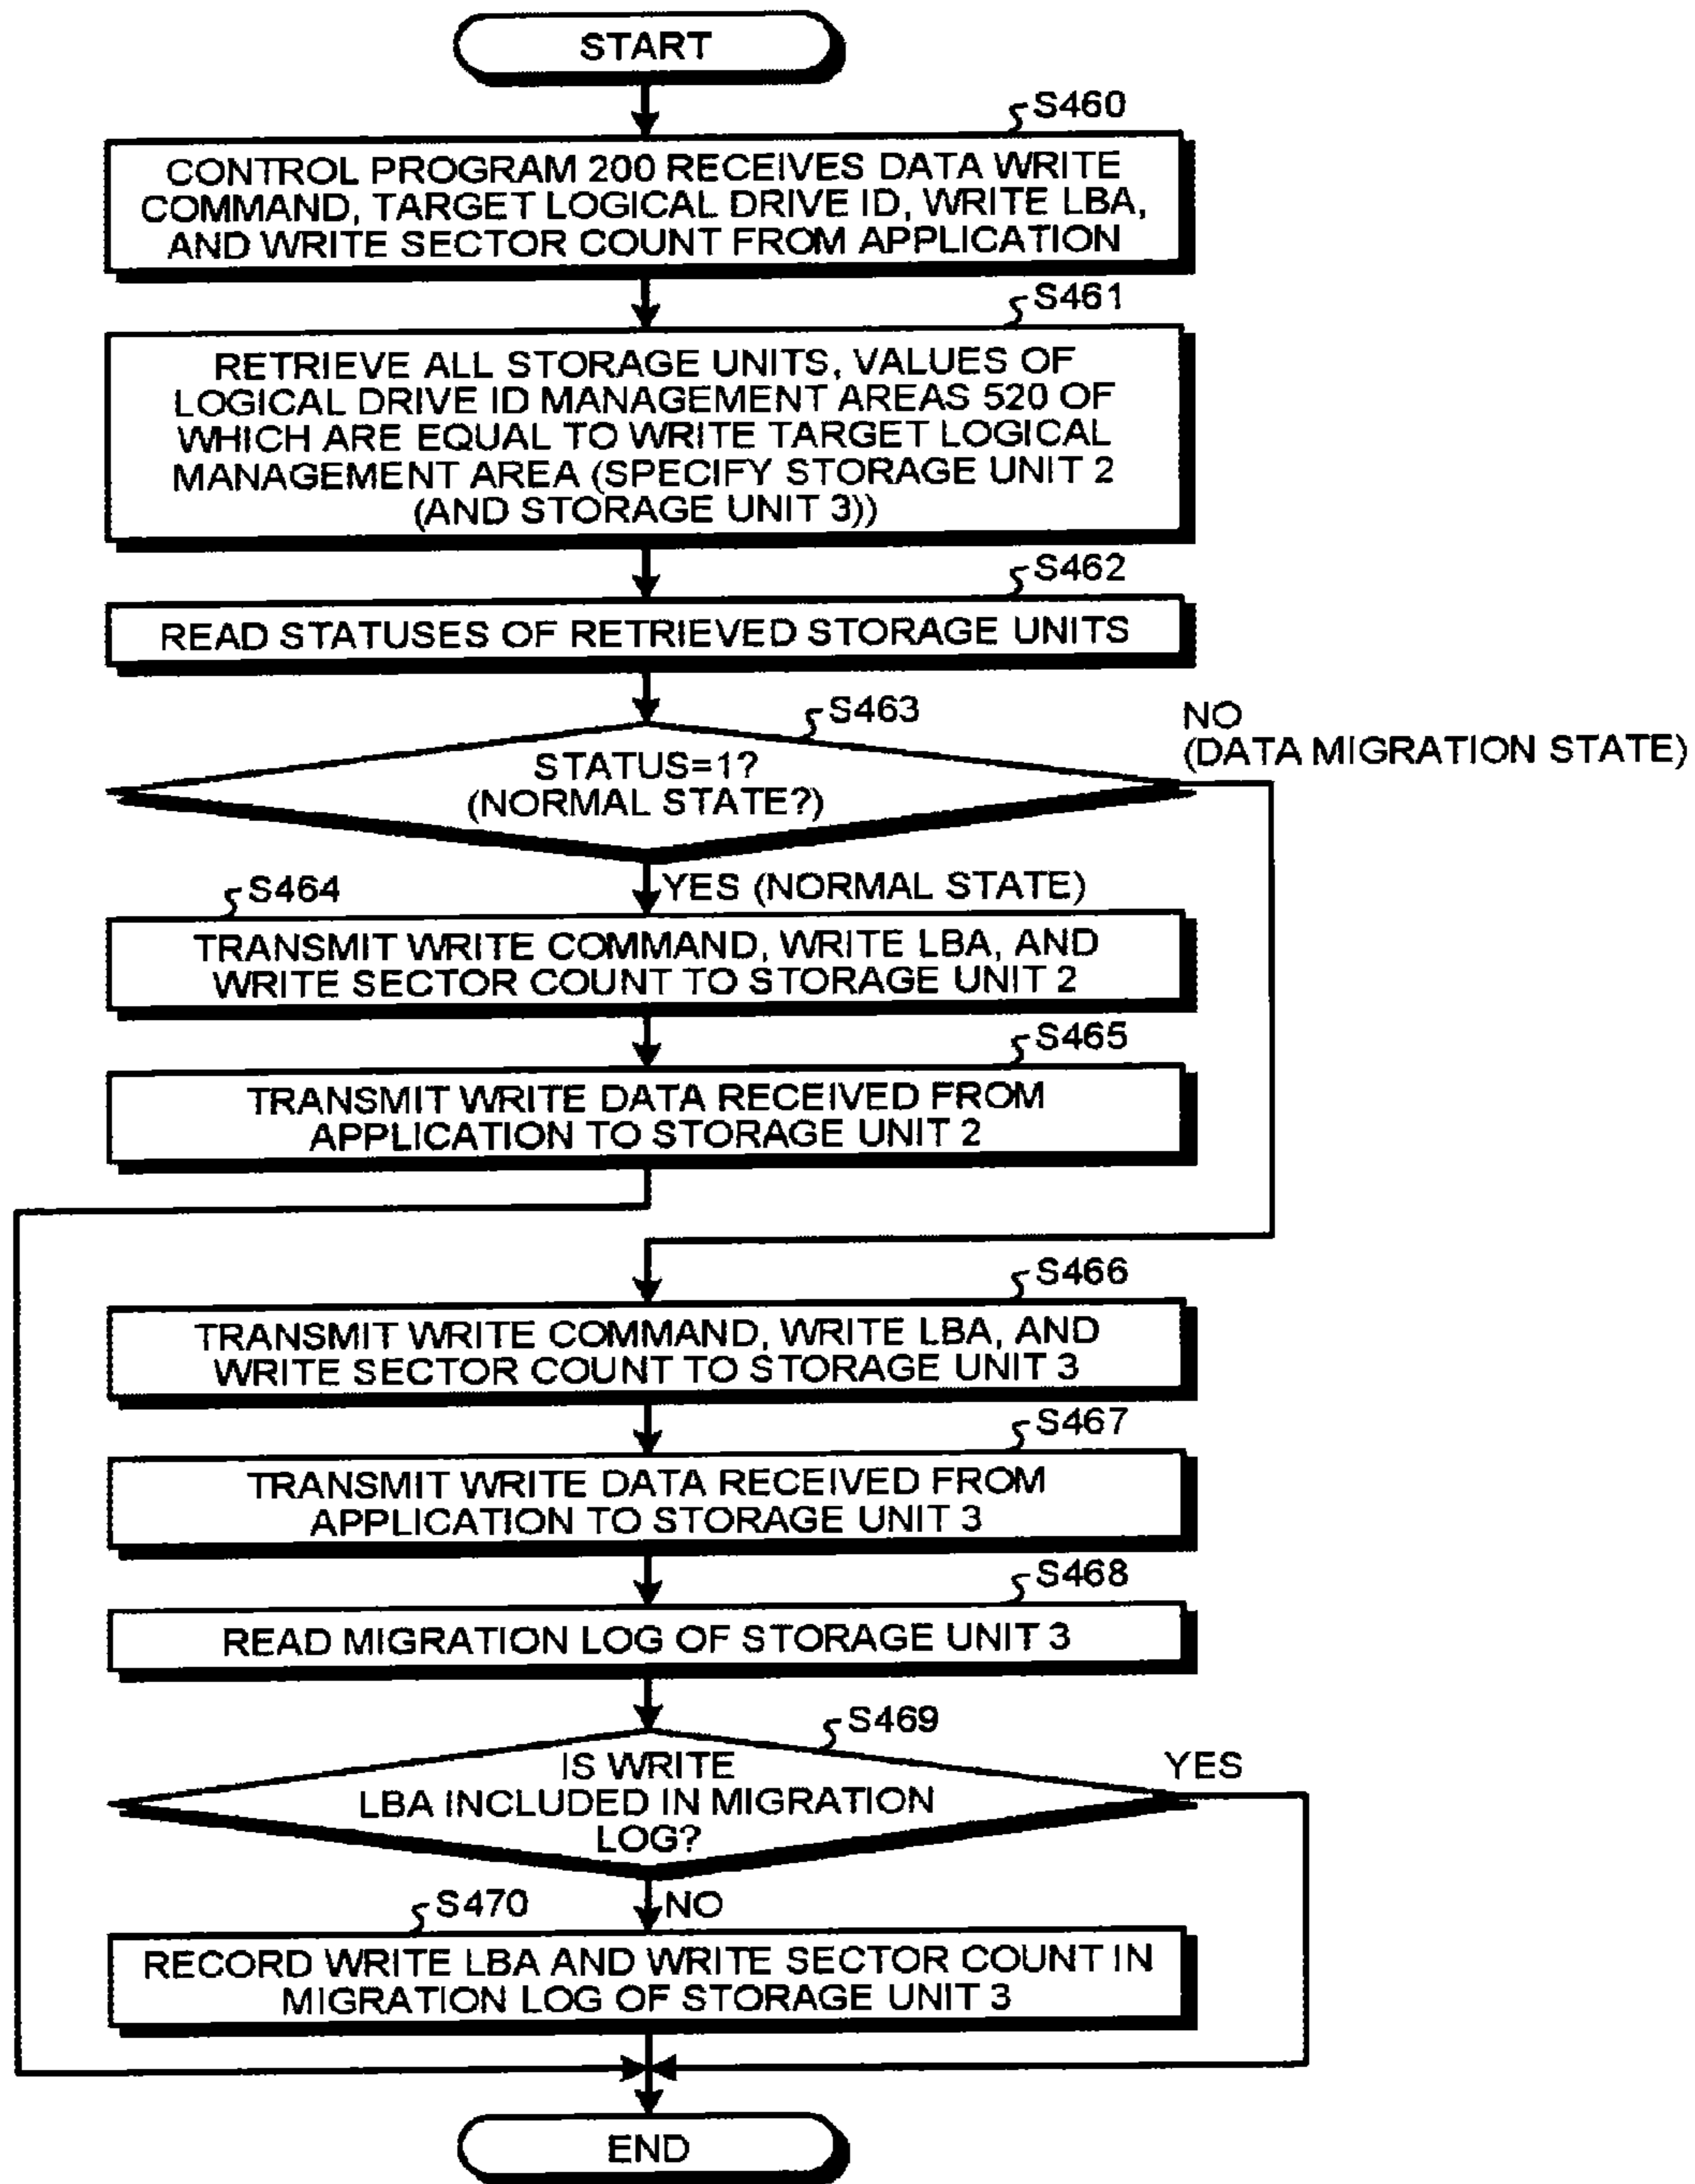 START
S460
CONTROL PROGRAM 200 RECEIVES DATA WRITE
COMMAND, TARGET LOGICAL DRIVE ID, WRITE LBA,
AND WRITE SECTOR COUNT FROM APPLICATION
S461
RETRIEVE ALL STORAGE UNITS, VALUES OF
LOGICAL DRIVE ID MANAGEMENT AREAS 520 OF
WHICH ARE EQUAL TO WRITE TARGET LOGICAL
MANAGEMENT AREA (SPECIFY STORAGE UNIT 2
(AND STORAGE UNIT 3))
S462
READ STATUSES OF RETRIEVED STORAGE UNITS
S463
NO
(DATA MIGRATION STATE)
STATUS=1?
(NORMAL STATE?)
S464
YES (NORMAL STATE)
TRANSMIT WRITE COMMAND, WRITE LBA, AND
WRITE SECTOR COUNT TO STORAGE UNIT 2
S465
TRANSMIT WRITE DATA RECEIVED FROM
APPLICATION TO STORAGE UNIT 2
S466
TRANSMIT WRITE COMMAND, WRITE LBA, AND
WRITE SECTOR COUNT TO STORAGE UNIT 3
S467
TRANSMIT WRITE DATA RECEIVED FROM
APPLICATION TO STORAGE UNIT 3
S468
READ MIGRATION LOG OF STORAGE UNIT 3
S469
YES
IS WRITE
LBA INCLUDED IN MIGRATION
LOG?
S470
NO
RECORD WRITE LBA AND WRITE SECTOR COUNT IN
MIGRATION LOG OF STORAGE UNIT 3
END